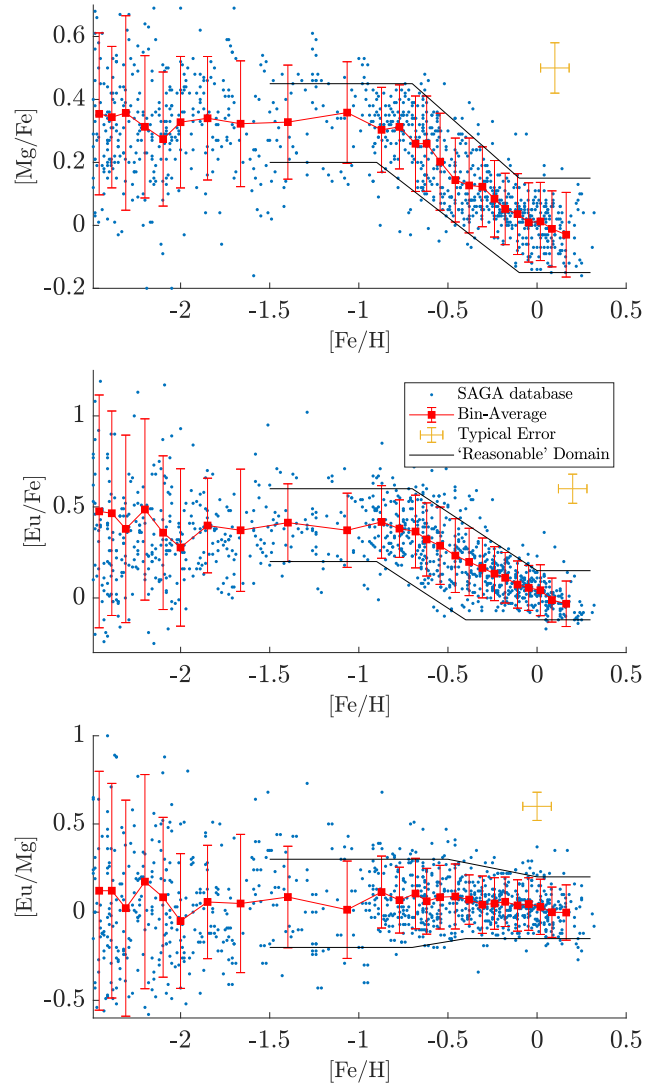 0.6
0.4
0.2
0
-0.2
[Mg/Fe]
-2 -1.5 -1 -0.5 0 0.5
[Fe/H]
1
0.5
0
[Eu/Fe]
SAGA database
Bin-Average
Typical Error
'Reasonable' Domain
-2 -1.5 -1 -0.5 0 0.5
[Fe/H]
1
0.5
0
-0.5
[Eu/Mg]
-2 -1.5 -1 -0.5 0 0.5
[Fe/H]